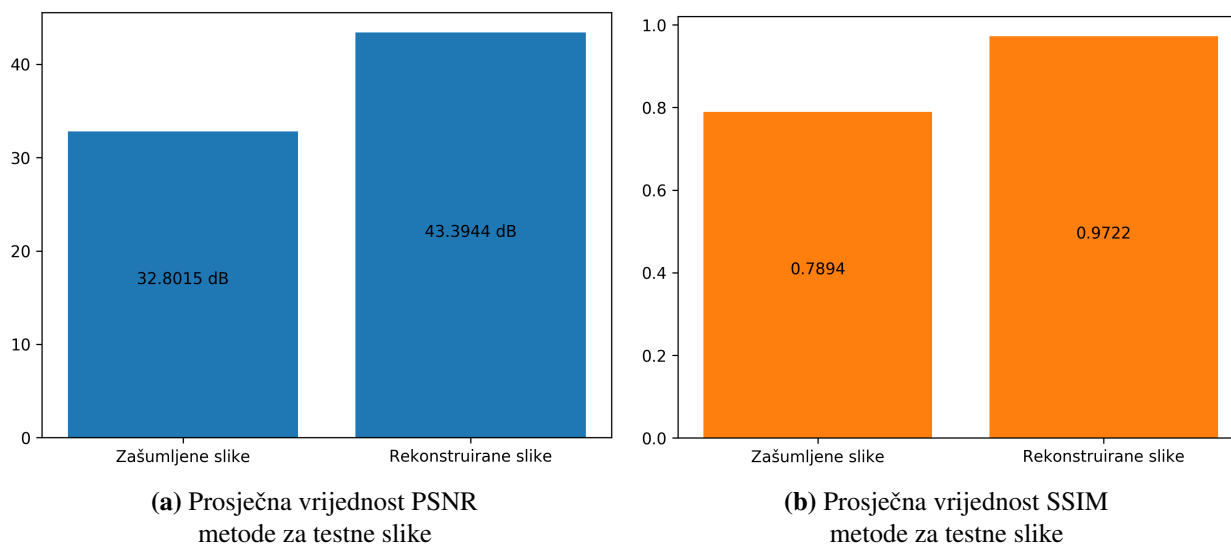 40
30
20
10
0
32.8015 dB
43.3944 dB
Zašumljene slike
Rekonstruirane slike
(a) Prosječna vrijednost PSNR
metode za testne slike
1.0
0.8
0.6
0.4
0.2
0.0
0.7894
0.9722
Zašumljene slike
Rekonstruirane slike
(b) Prosječna vrijednost SSIM
metode za testne slike